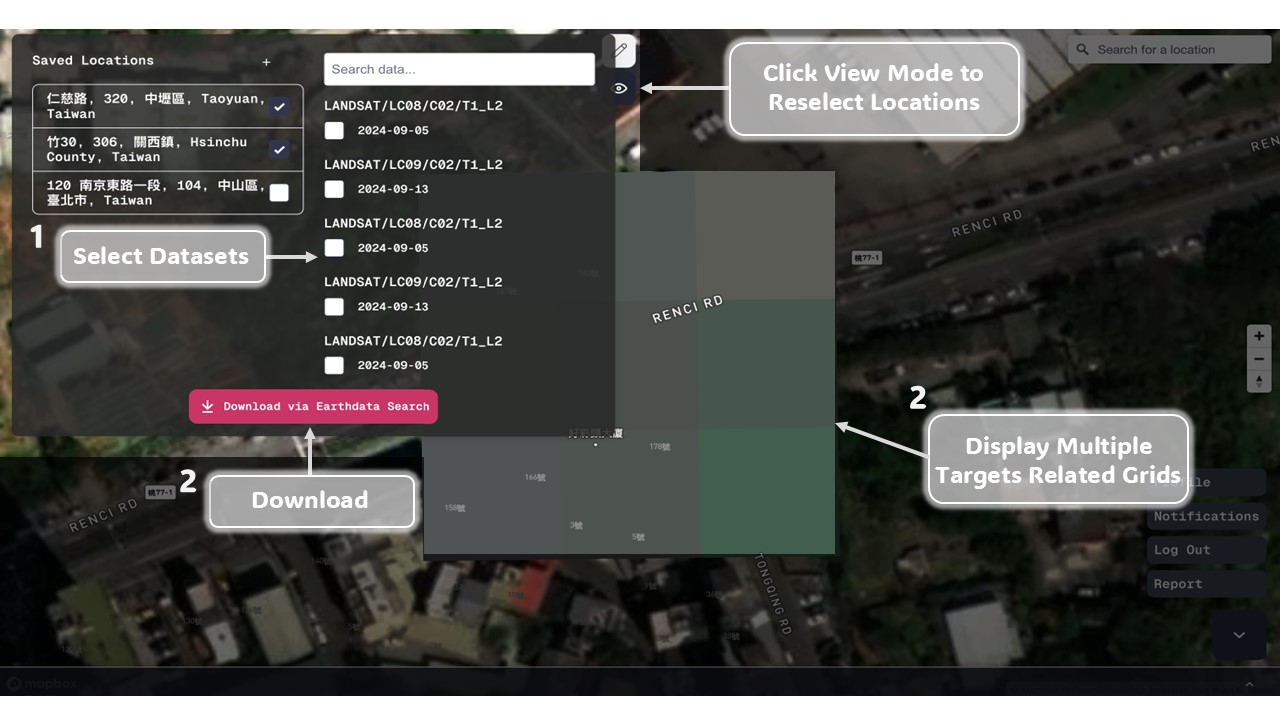 Saved Locations +
仁慈路, 320, 中壢區, Taoyuan,
Taiwan
竹30, 306, 關西鎮, Hsinchu
County, Taiwan
120 南京東路一段, 104, 中山區,
臺北市, Taiwan
Search data...
LANDSAT/LC08/C02/T1_L2
2024-09-05
LANDSAT/LC09/C02/T1_L2
2024-09-13
LANDSAT/LC08/C02/T1_L2
2024-09-05
LANDSAT/LC09/C02/T1_L2
2024-09-13
LANDSAT/LC08/C02/T1_L2
2024-09-05
Download via Earthdata Search
1
Select Datasets
2
Download
Click View Mode to
Reselect Locations
Search for a location
2
Display Multiple
Targets Related Grids
Notifications
Log Out
Report
RENCI RD
RENCI RD
RENCI RD
桃77-1
桃77-1
好彩頭大廈
178號
166號
158號
3號
5號
TONGQING RD
mapbox